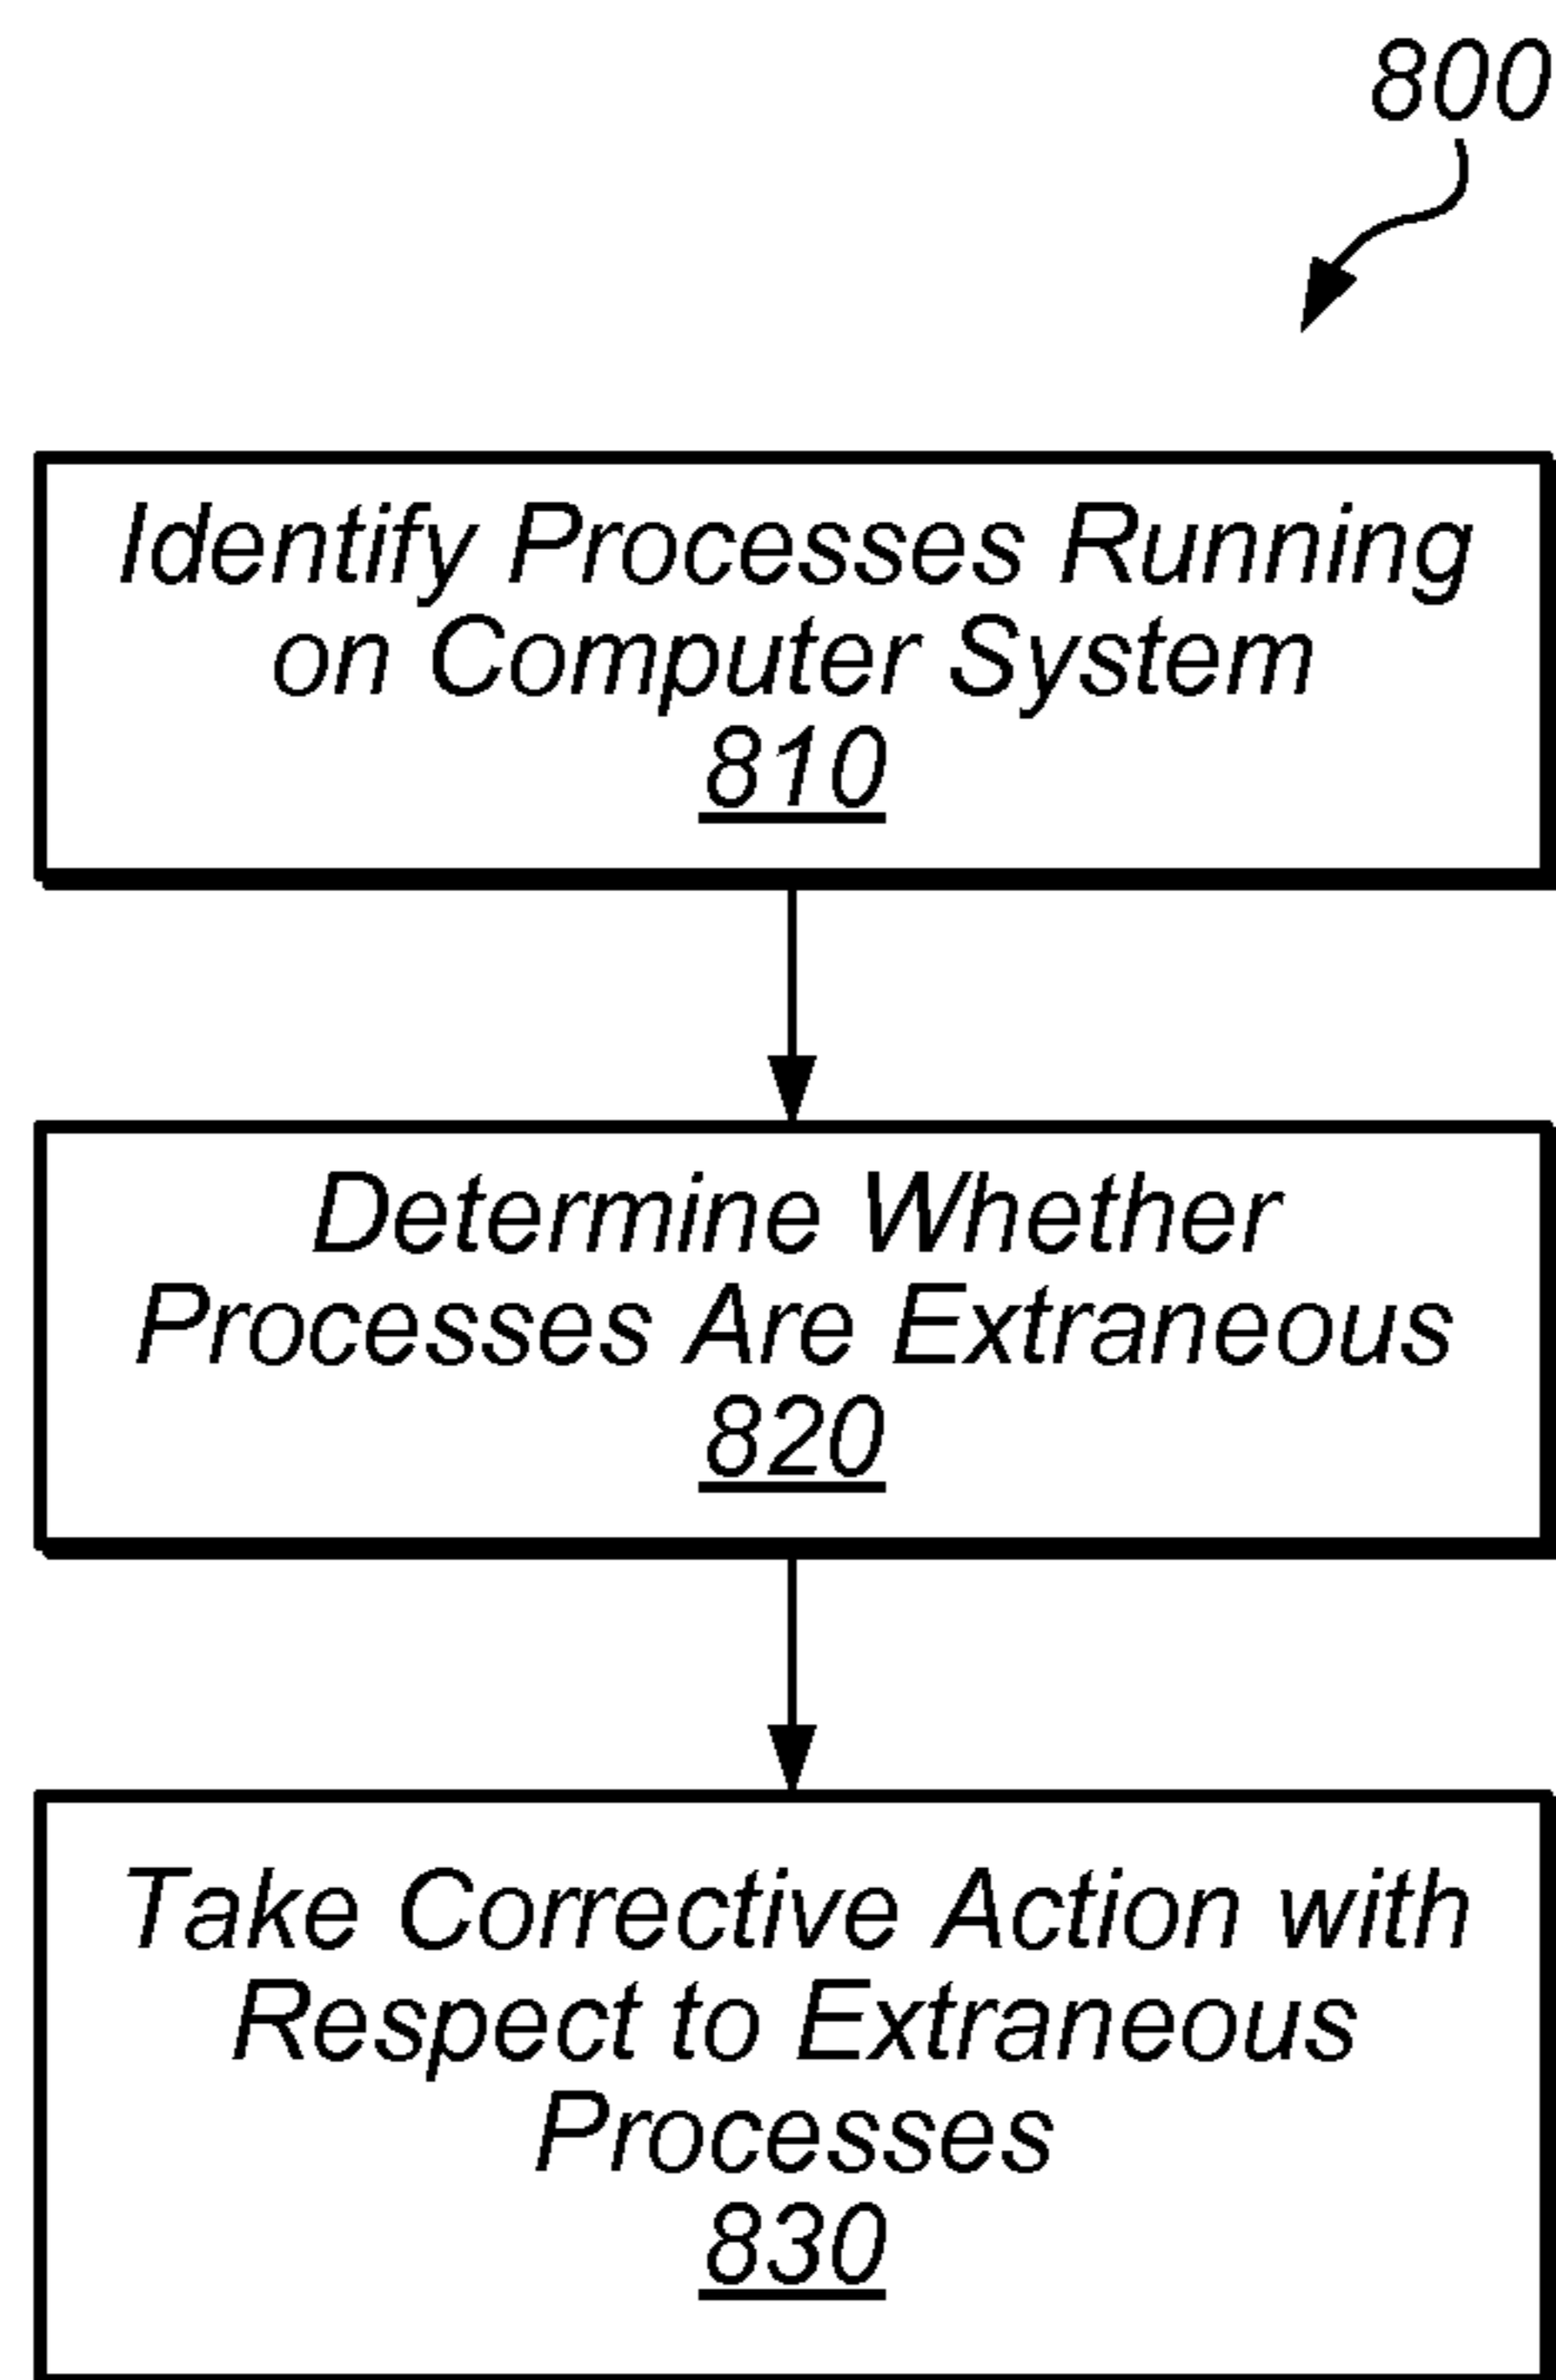 800
Identify Processes Running
on Computer System
810
Determine Whether
Processes Are Extraneous
820
Take Corrective Action with
Respect to Extraneous
Processes
830